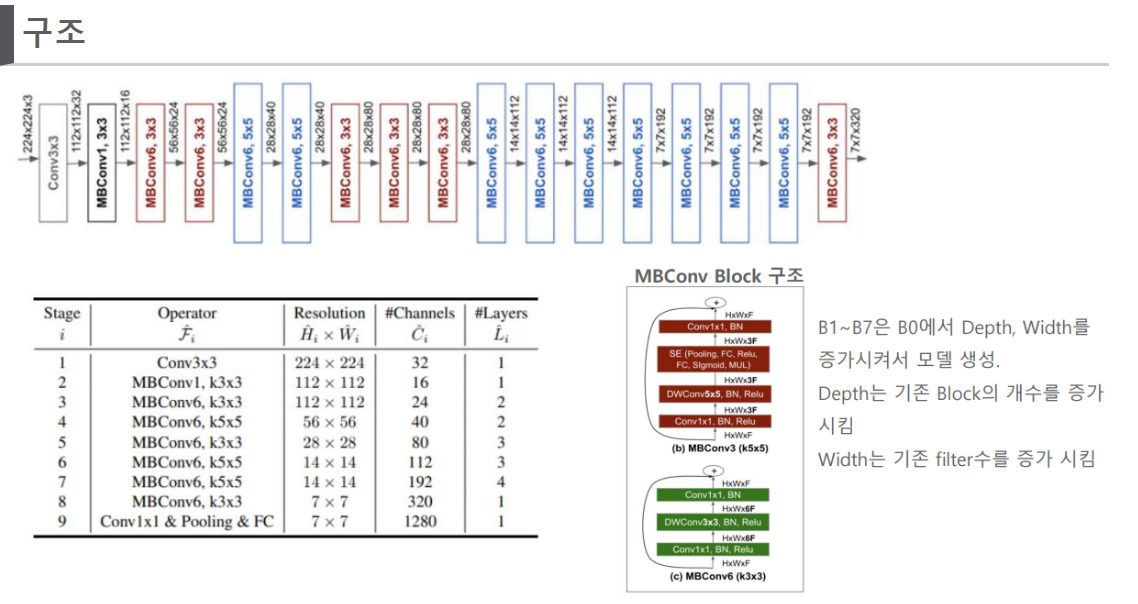 구조
224x224x3
Conv3x3
112x112x32
MBConv1, 3x3
112x112x16
MBConv6, 3x3
56x56x24
MBConv6, 3x3
56x56x24
MBConv6, 5x5
28x28x40
MBConv6, 5x5
28x28x40
MBConv6, 3x3
28x28x80
MBConv6, 3x3
28x28x80
MBConv6, 3x3
28x28x80
MBConv6, 5x5
14x14x112
MBConv6, 5x5
14x14x112
MBConv6, 5x5
14x14x112
MBConv6, 5x5
7x7x192
MBConv6, 5x5
7x7x192
MBConv6, 5x5
7x7x192
MBConv6, 5x5
7x7x192
MBConv6, 3x3
7x7x320
Stage Operator Resolution #Channels #Layers
i F̂i Ĥi × Ŵi Ĉi L̂i
1 Conv3x3 224 × 224 32 1
2 MBConv1, k3x3 112 × 112 16 1
3 MBConv6, k3x3 112 × 112 24 2
4 MBConv6, k5x5 56 × 56 40 2
5 MBConv6, k3x3 28 × 28 80 3
6 MBConv6, k5x5 14 × 14 112 3
7 MBConv6, k5x5 14 × 14 192 4
8 MBConv6, k3x3 7 × 7 320 1
9 Conv1x1 & Pooling & FC 7 × 7 1280 1
MBConv Block 구조
+
HxWxF
Conv1x1, BN
HxWx3F
SE (Pooling, FC, Relu,
FC, SIgmoid, MUL)
HxWx3F
DWConv5x5, BN, Relu
HxWx3F
Conv1x1, BN, Relu
HxWxF
(b) MBConv3 (k5x5)
+
HxWxF
Conv1x1, BN
HxWx6F
DWConv3x3, BN, Relu
HxWx6F
Conv1x1, BN, Relu
HxWxF
(c) MBConv6 (k3x3)
B1~B7은 B0에서 Depth, Width를
증가시켜서 모델 생성.
Depth는 기존 Block의 개수를 증가
시킴
Width는 기존 filter수를 증가 시킴